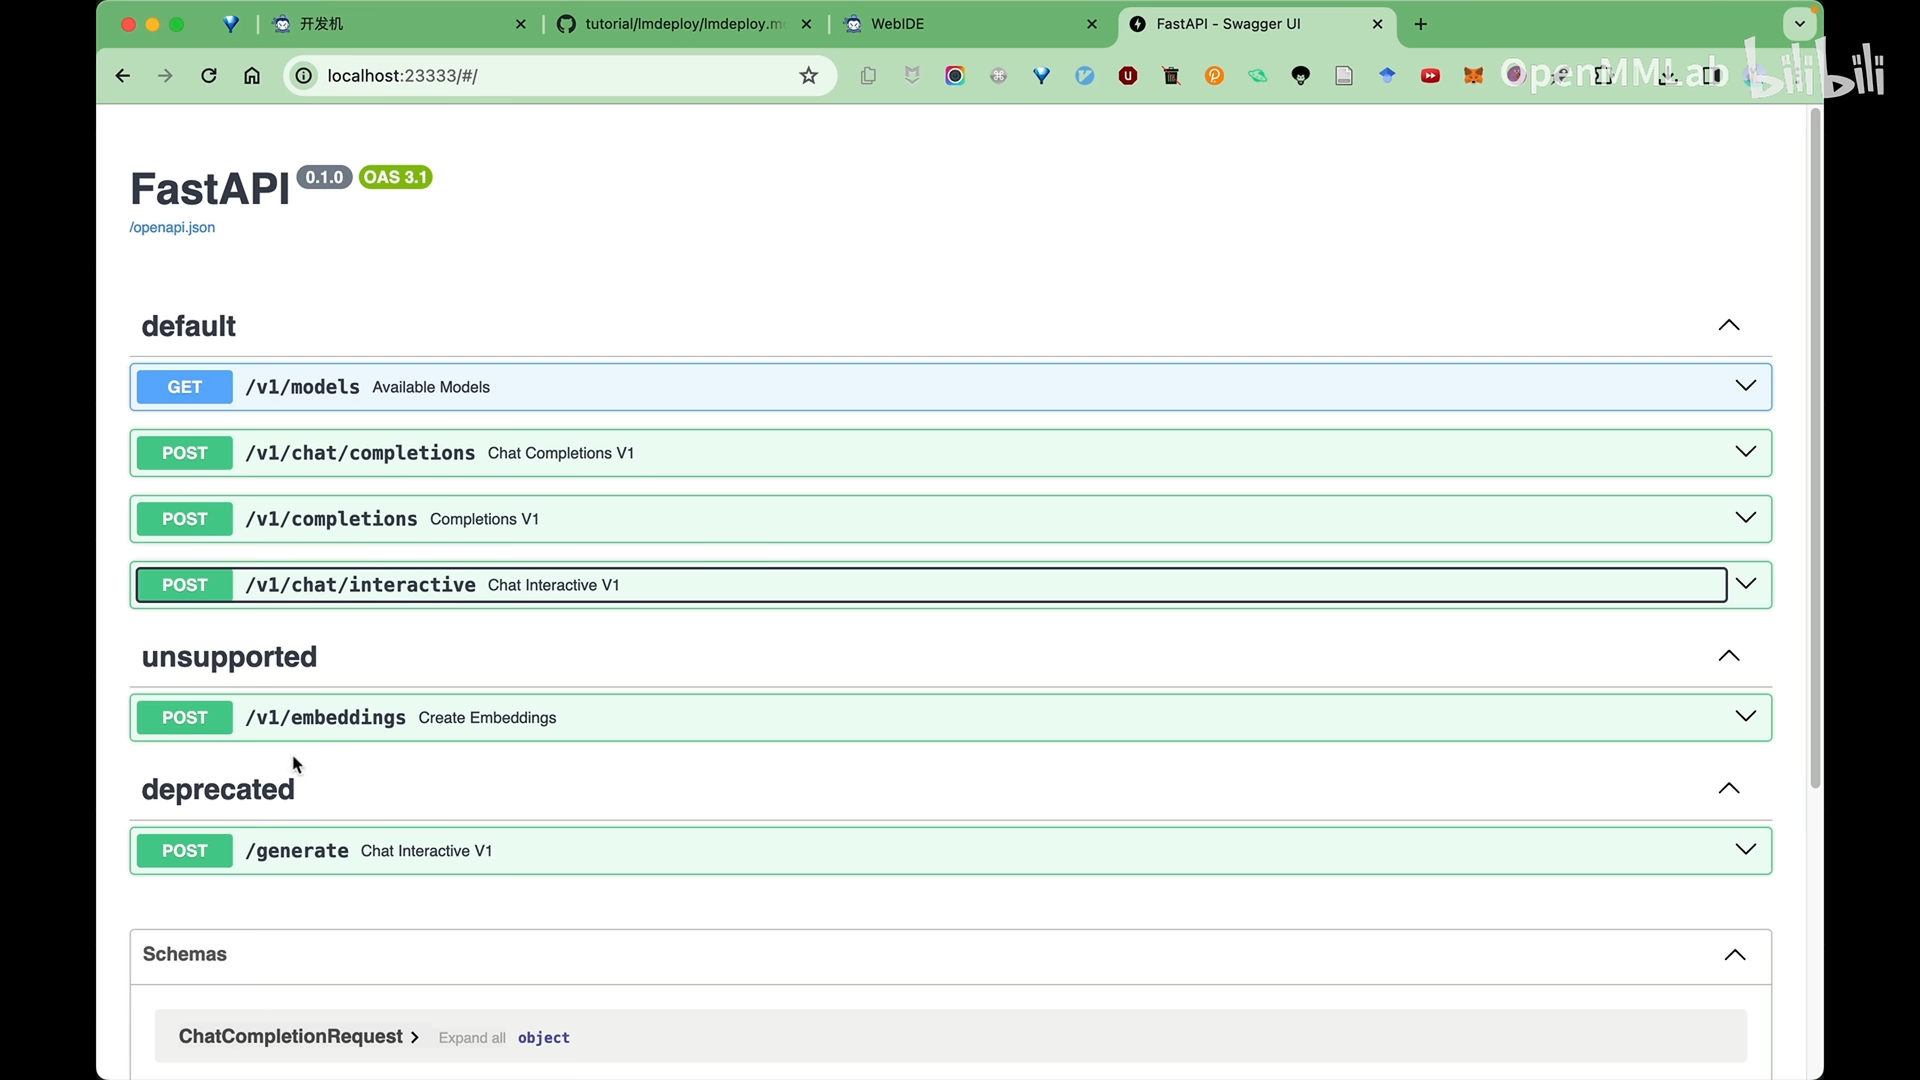 开发机
tutorial/lmdeploy/lmdeploy.m
WebIDE
FastAPI - Swagger UI
localhost:23333/#/
OpenMMLab
bilibili
FastAPI 0.1.0 OAS 3.1
/openapi.json
default
GET /v1/models Available Models
POST /v1/chat/completions Chat Completions V1
POST /v1/completions Completions V1
POST /v1/chat/interactive Chat Interactive V1
unsupported
POST /v1/embeddings Create Embeddings
deprecated
POST /generate Chat Interactive V1
Schemas
ChatCompletionRequest Expand all object